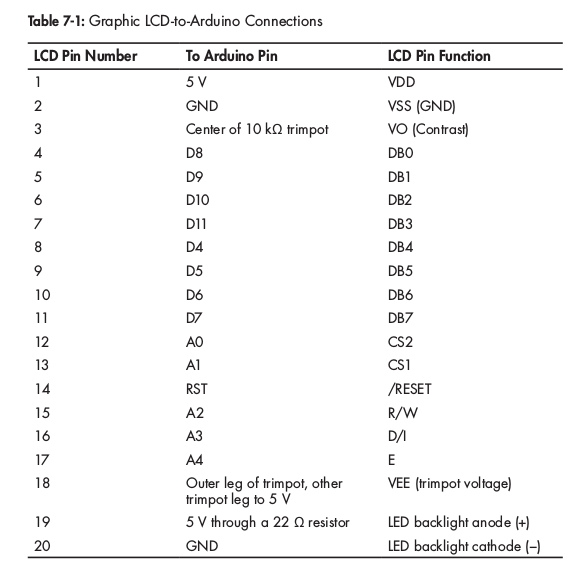 Table 7-1: Graphic LCD-to-Arduino Connections
LCD Pin Number To Arduino Pin LCD Pin Function
1 5 V VDD
2 GND VSS (GND)
3 Center of 10 kΩ trimpot VO (Contrast)
4 D8 DB0
5 D9 DB1
6 D10 DB2
7 D11 DB3
8 D4 DB4
9 D5 DB5
10 D6 DB6
11 D7 DB7
12 A0 CS2
13 A1 CS1
14 RST /RESET
15 A2 R/W
16 A3 D/I
17 A4 E
18 Outer leg of trimpot, other VEE (trimpot voltage)
trimpot leg to 5 V
19 5 V through a 22 Ω resistor LED backlight anode (+)
20 GND LED backlight cathode (–)